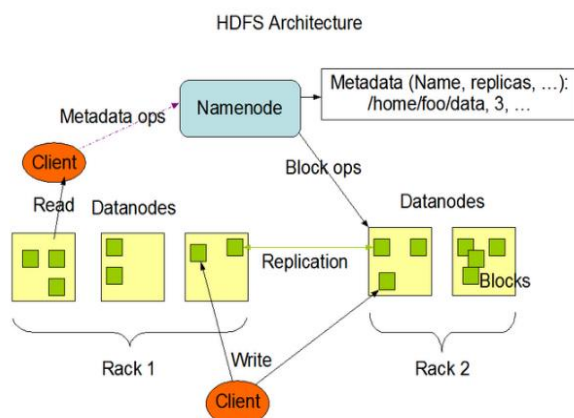 HDFS Architecture
Metadata (Name, replicas, ...):
/home/foo/data, 3, ...
Namenode
Metadata ops
Client
Block ops
Read
Datanodes
Datanodes
Replication
Blocks
Rack 1
Write
Rack 2
Client